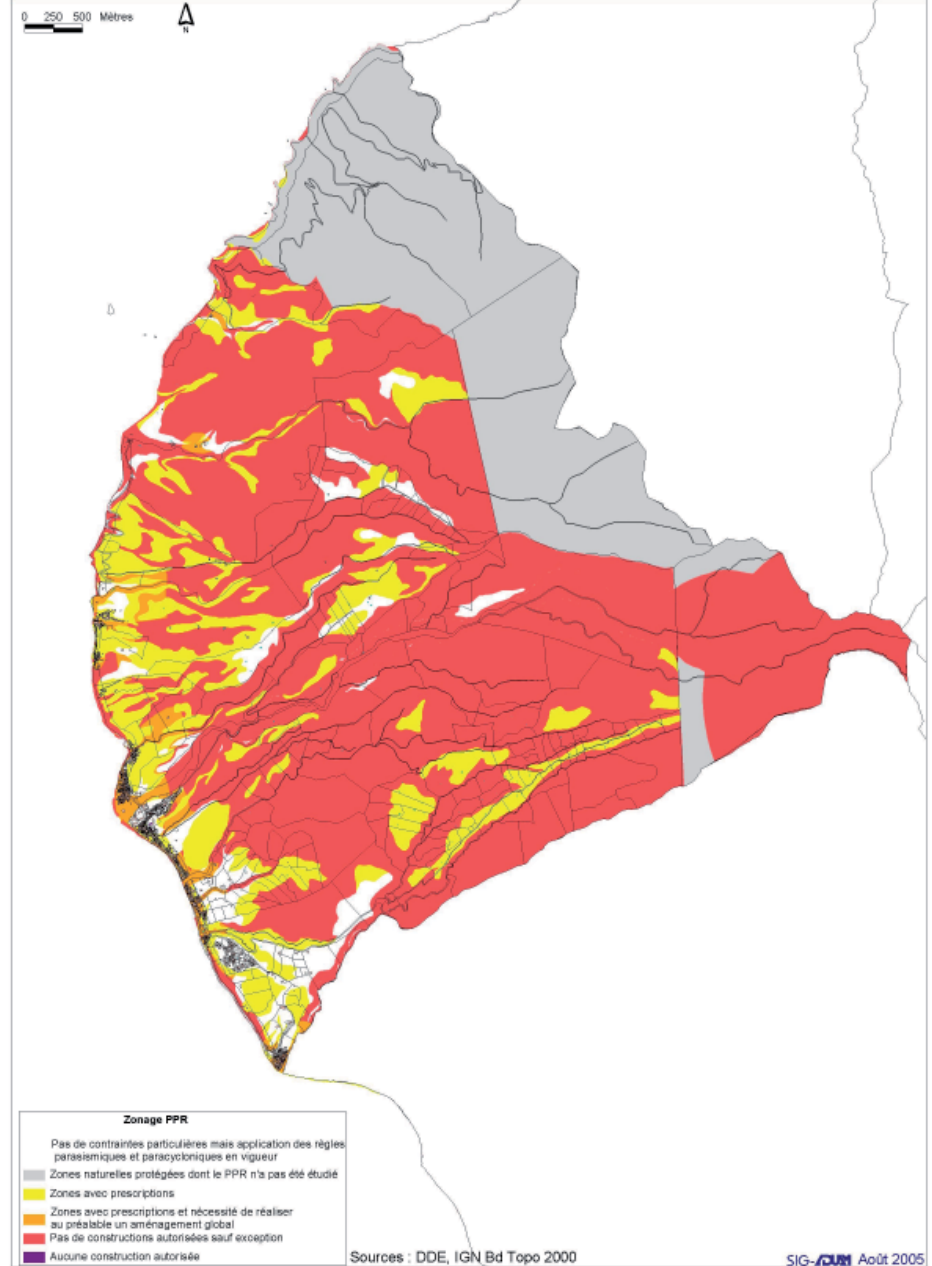 0 250 500 Mètres
N
Zonage PPR
Pas de contraintes particulières mais application des règles
parasismiques et paracycloniques en vigueur
Zones naturelles protégées dont le PPR n'a pas été étudié
Zones avec prescriptions
Zones avec prescriptions et nécessité de réaliser
au préalable un aménagement global
Pas de constructions autorisées sauf exception
Aucune construction autorisée
Sources : DDE, IGN Bd Topo 2000
SIG-ADUAM Août 2005